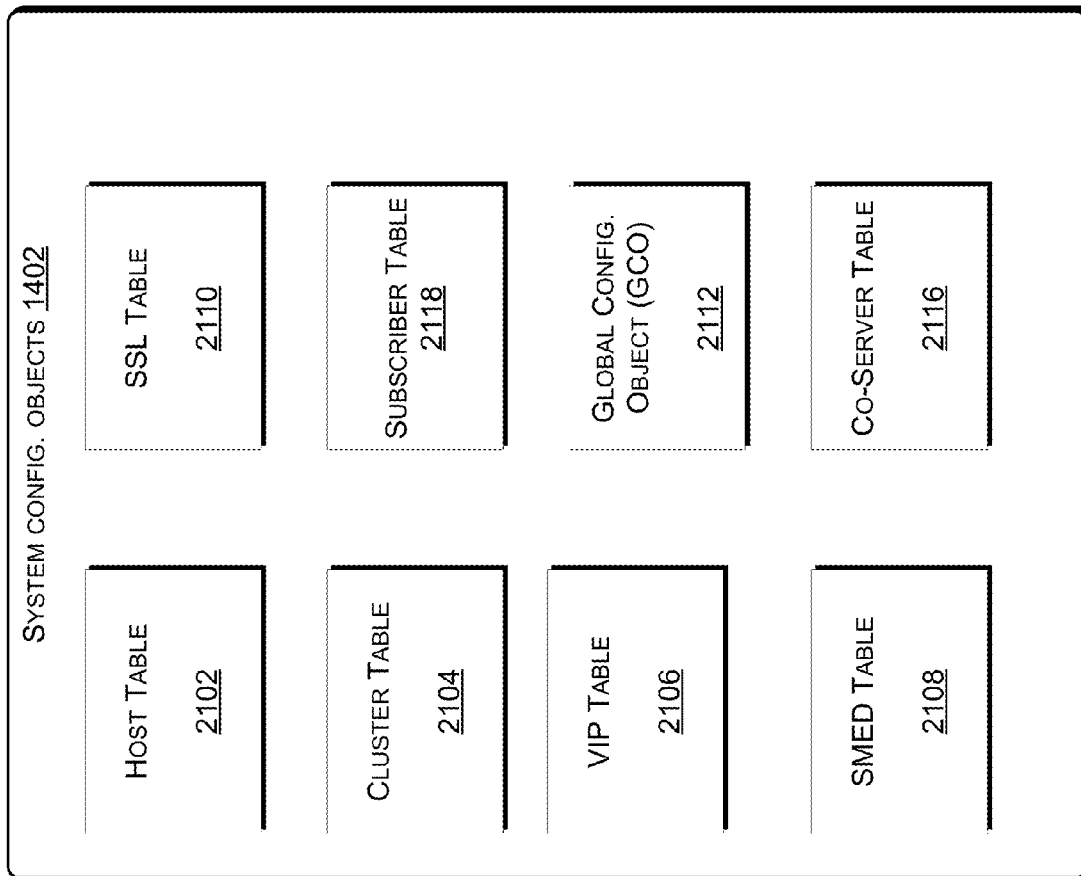 SYSTEM CONFIG. OBJECTS 1402
HOST TABLE
2102
SSL TABLE
2110
CLUSTER TABLE
2104
SUBSCRIBER TABLE
2118
VIP TABLE
2106
GLOBAL CONFIG.
OBJECT (GCO)
2112
SMED TABLE
2108
CO-SERVER TABLE
2116